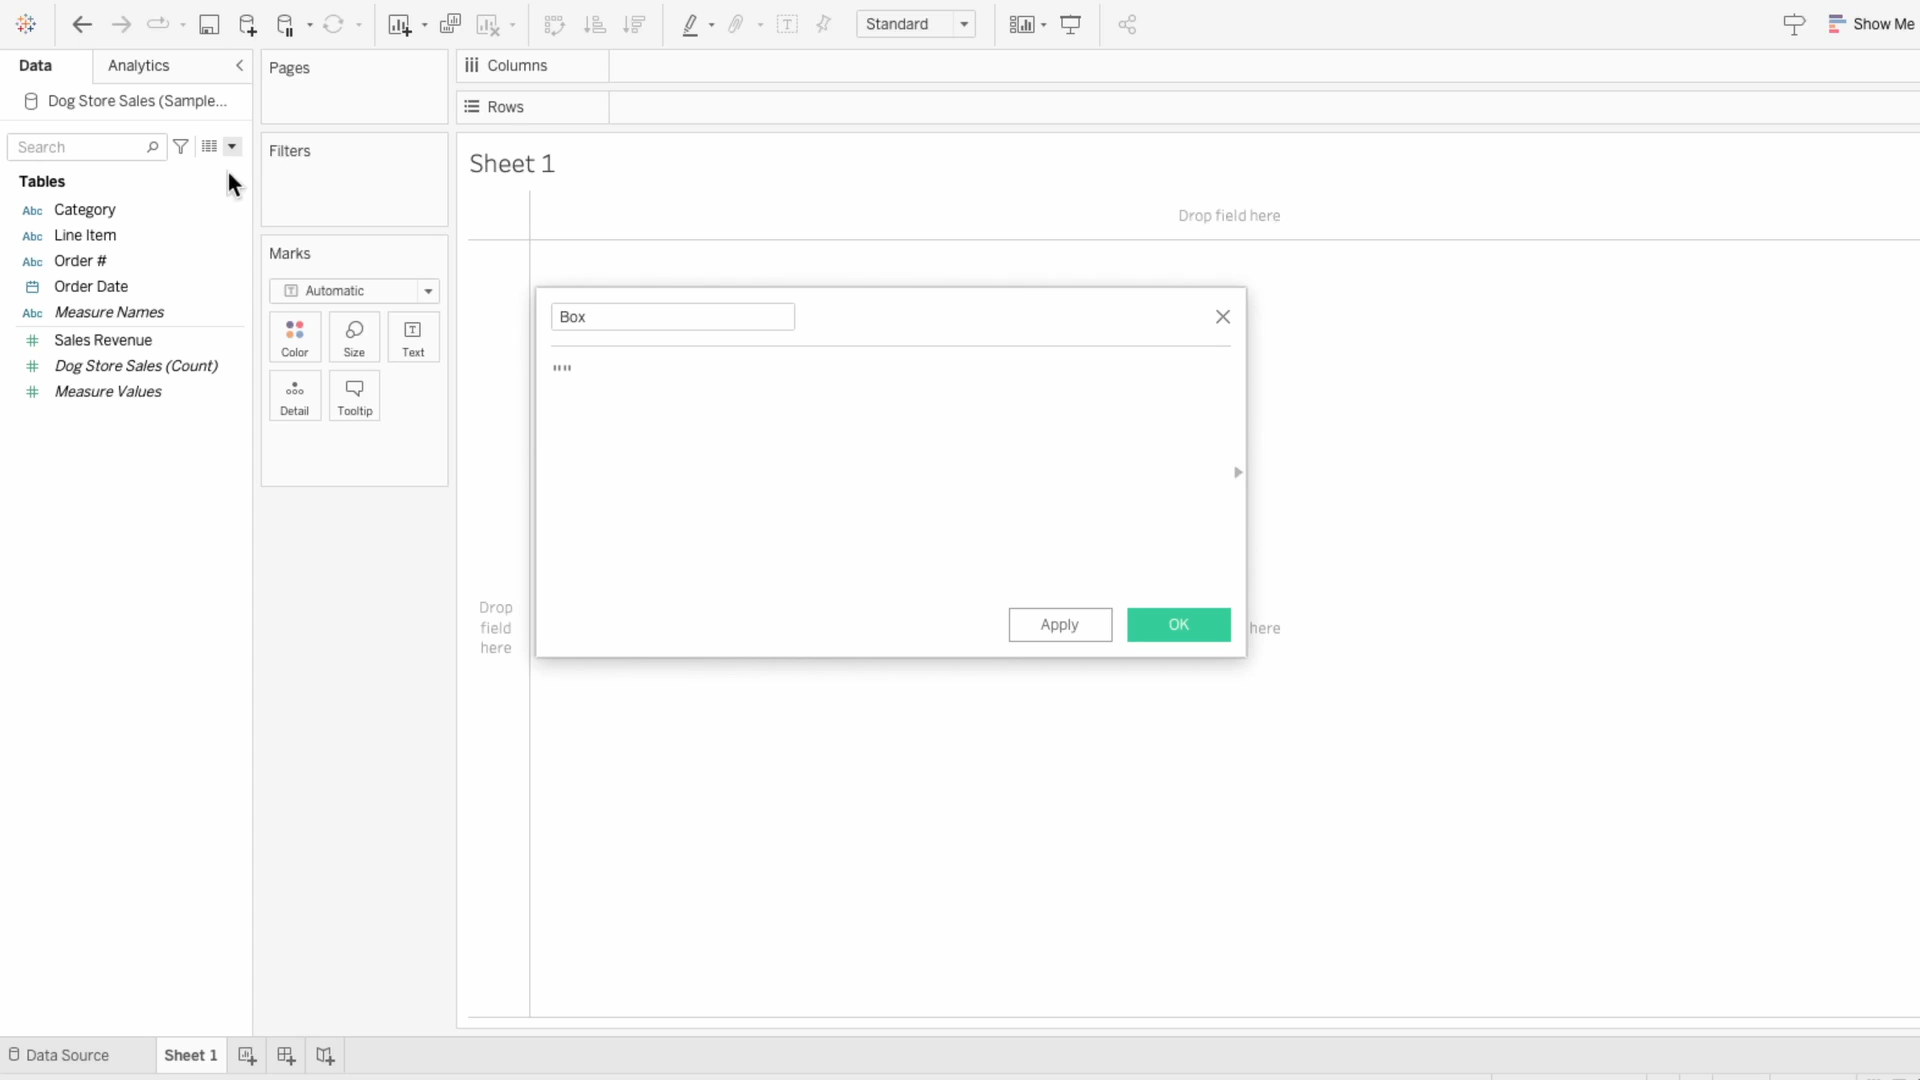 Standard
Show Me
Data
Analytics
Pages
Columns
Dog Store Sales (Sample...
Rows
Search
Filters
Sheet 1
Tables
Abc Category
Drop field here
Abc Line Item
Marks
Abc Order #
Order Date
Automatic
Abc Measure Names
Box
Sales Revenue
Color
Size
Text
Dog Store Sales (Count)
""""
Measure Values
Detail
Tooltip
Drop
field
here
Apply
OK
here
Data Source
Sheet 1